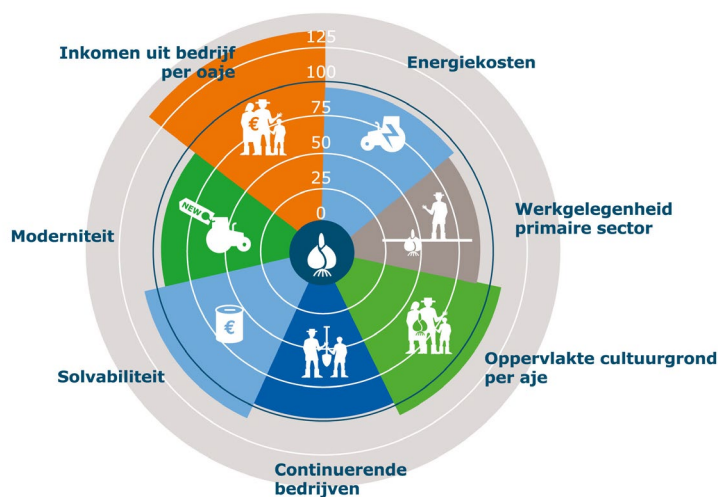 Inkomen uit bedrijf
per oaje
Energiekosten
125
100
75
50
25
0
€
NEW
Moderniteit
Werkgelegenheid
primaire sector
€
Solvabiliteit
Oppervlakte cultuurgrond
per aje
Continuerende
bedrijven